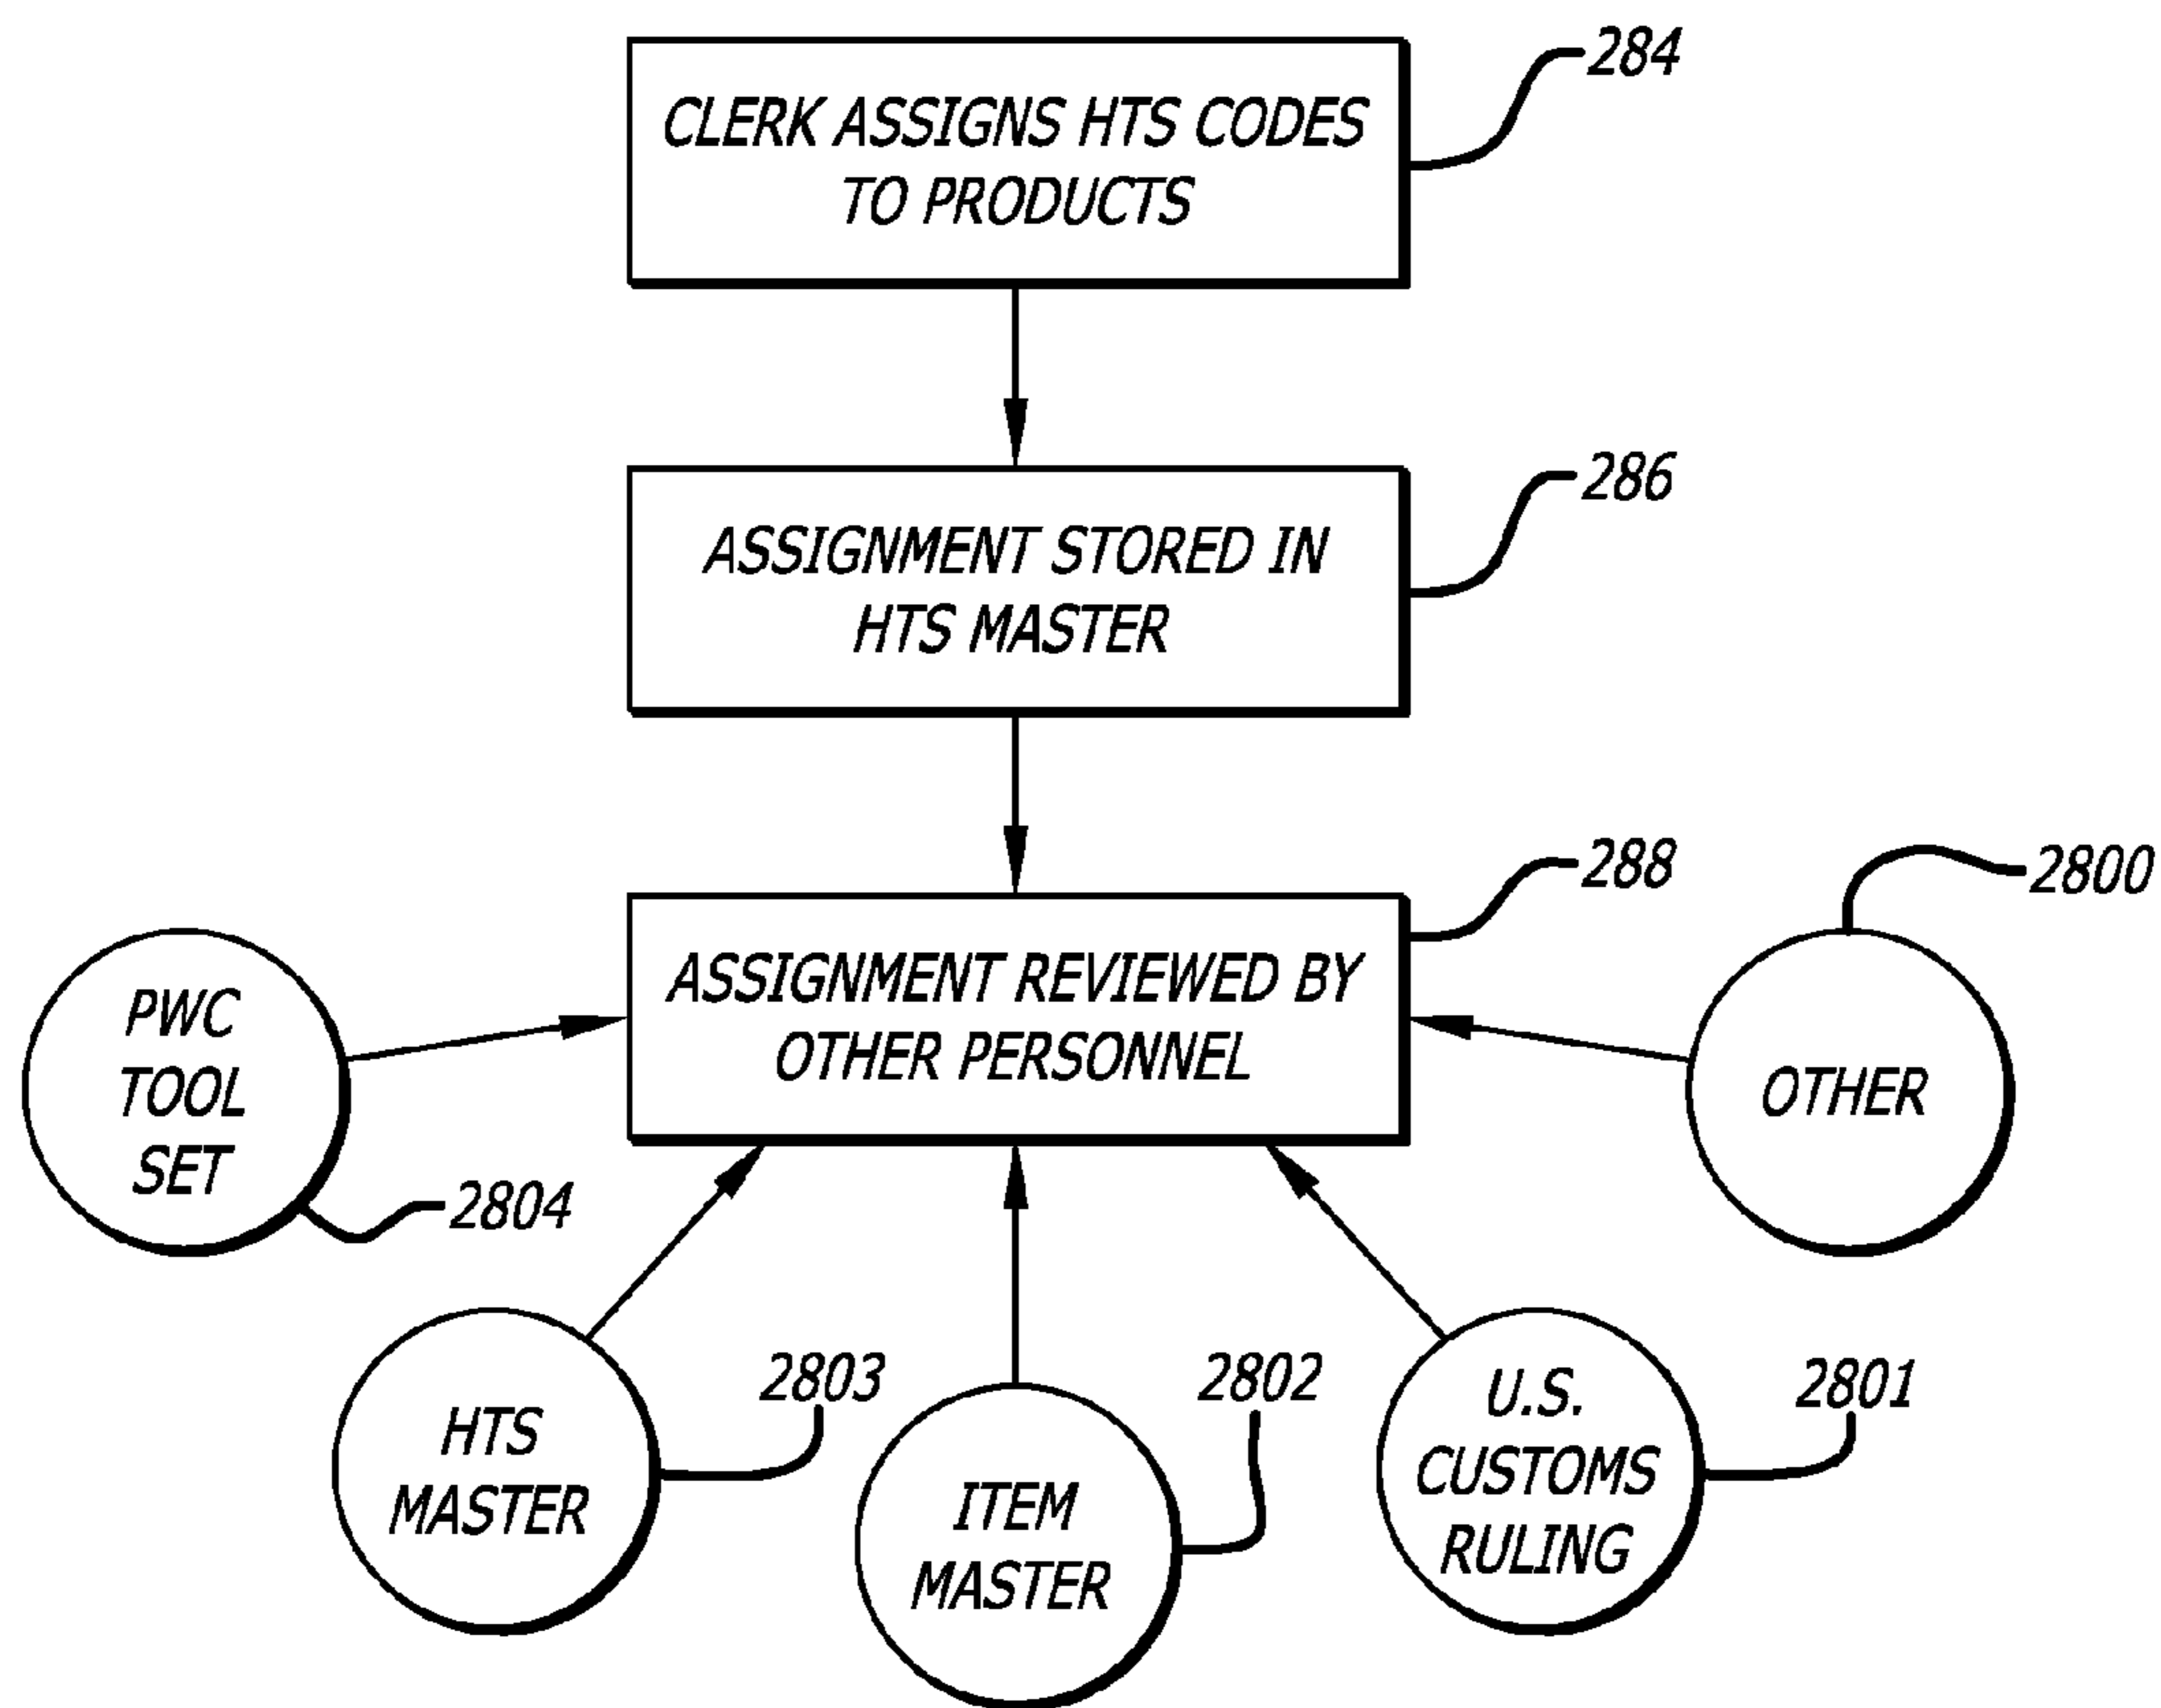 284
CLERK ASSIGNS HTS CODES
TO PRODUCTS
286
ASSIGNMENT STORED IN
HTS MASTER
288
2800
ASSIGNMENT REVIEWED BY
OTHER PERSONNEL
PWC
TOOL
SET
OTHER
2804
2803
2802
2801
HTS
MASTER
ITEM
MASTER
U.S.
CUSTOMS
RULING